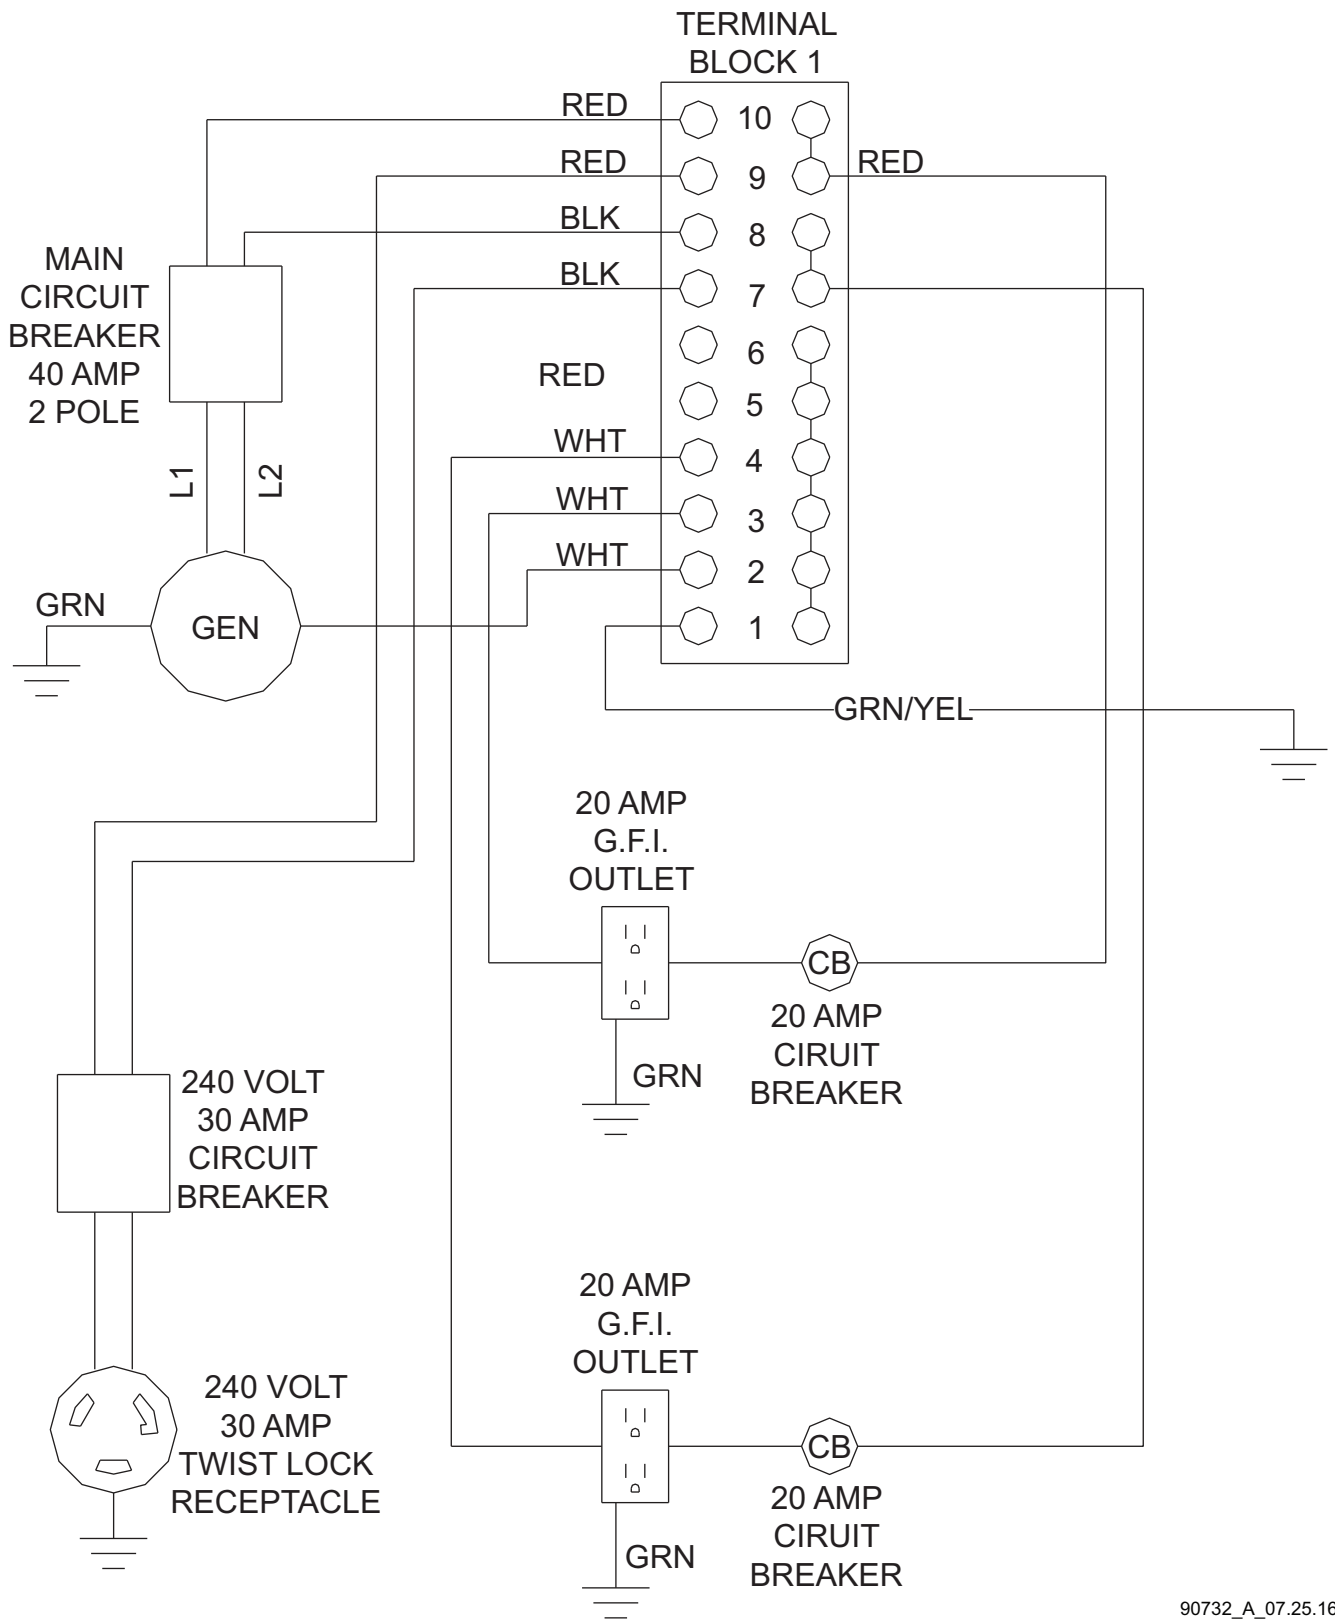 TERMINAL
BLOCK 1
RED
10
RED
9
RED
BLK
8
MAIN
CIRCUIT
BREAKER
40 AMP
2 POLE
BLK
7
6
RED
5
WHT
4
L1
L2
WHT
3
WHT
2
GRN
GEN
1
GRN/YEL
20 AMP
G.F.I.
OUTLET
CB
20 AMP
CIRUIT
BREAKER
GRN
240 VOLT
30 AMP
CIRCUIT
BREAKER
20 AMP
G.F.I.
OUTLET
240 VOLT
30 AMP
TWIST LOCK
RECEPTACLE
CB
20 AMP
CIRUIT
BREAKER
GRN
90732_A_07.25.16